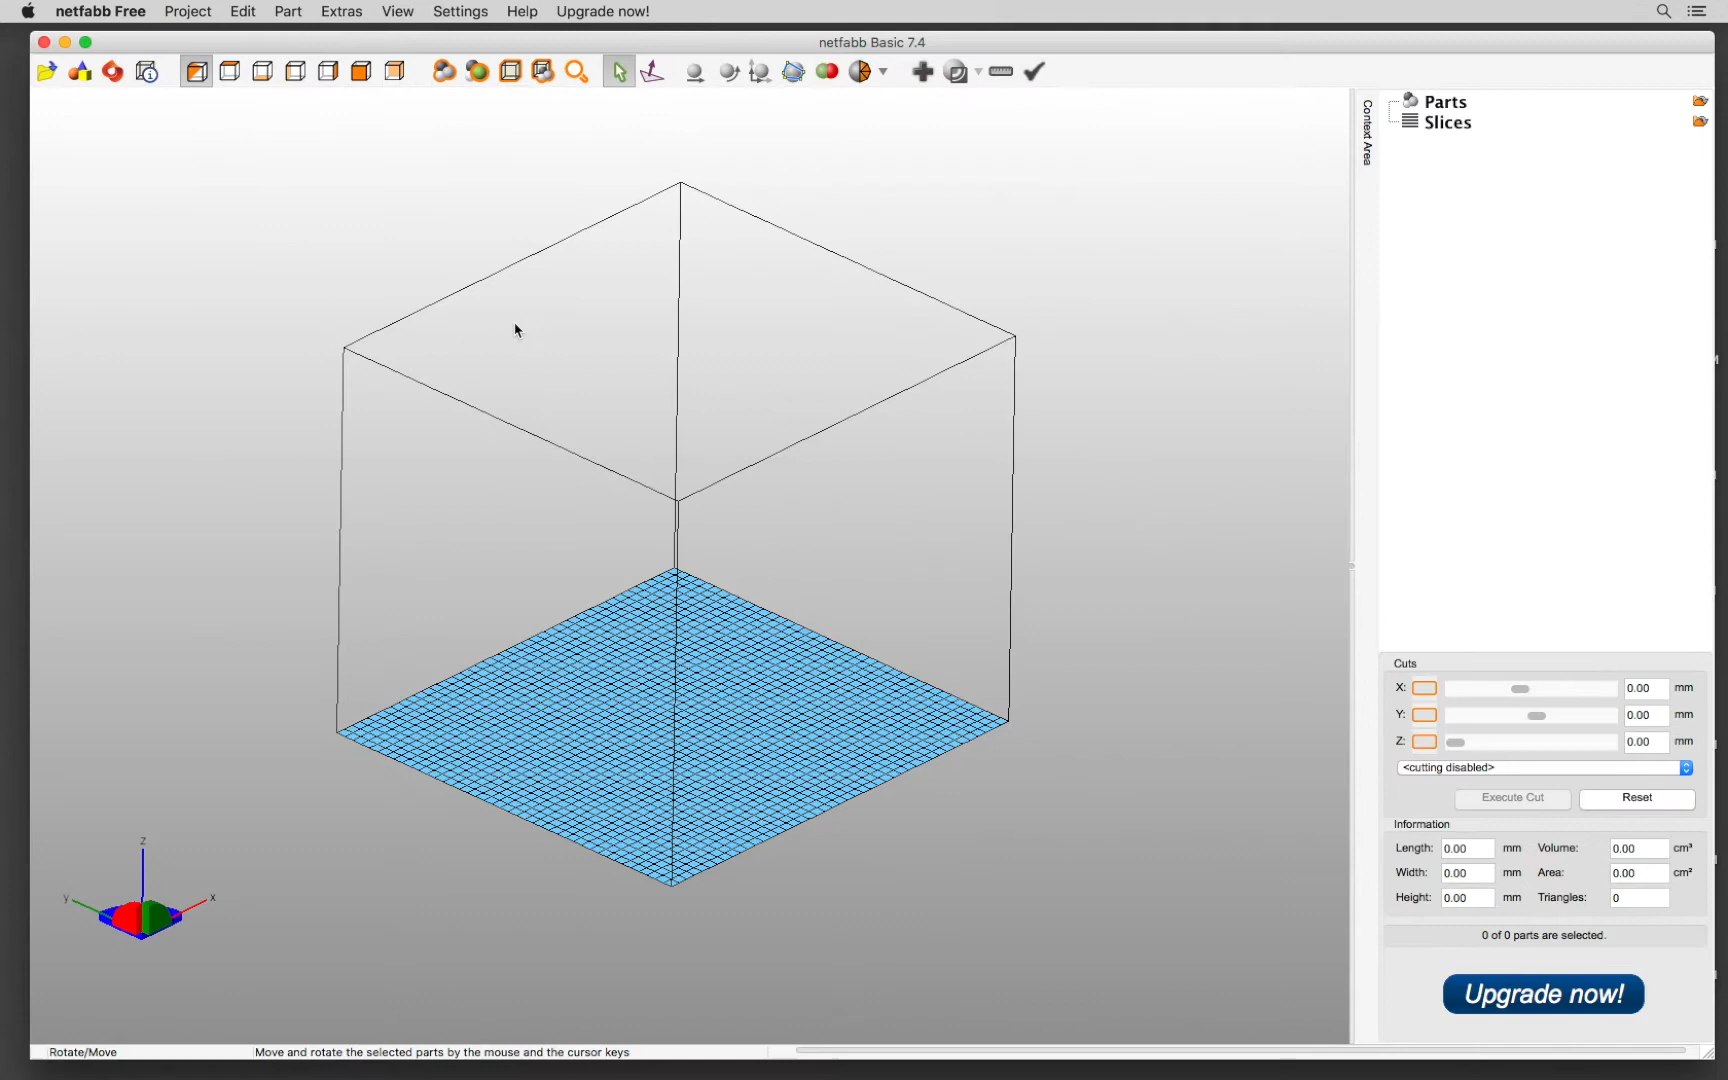 netfabb Free Project Edit Part Extras View Settings Help Upgrade now!
netfabb Basic 7.4
Context Area
Parts
Slices
Cuts
X: 0.00 mm
Y: 0.00 mm
Z: 0.00 mm
<cutting disabled>
Execute Cut Reset
Information
Length: 0.00 mm Volume: 0.00 cm³
Width: 0.00 mm Area: 0.00 cm²
Height: 0.00 mm Triangles: 0
0 of 0 parts are selected.
Upgrade now!
z
y
x
Rotate/Move Move and rotate the selected parts by the mouse and the cursor keys